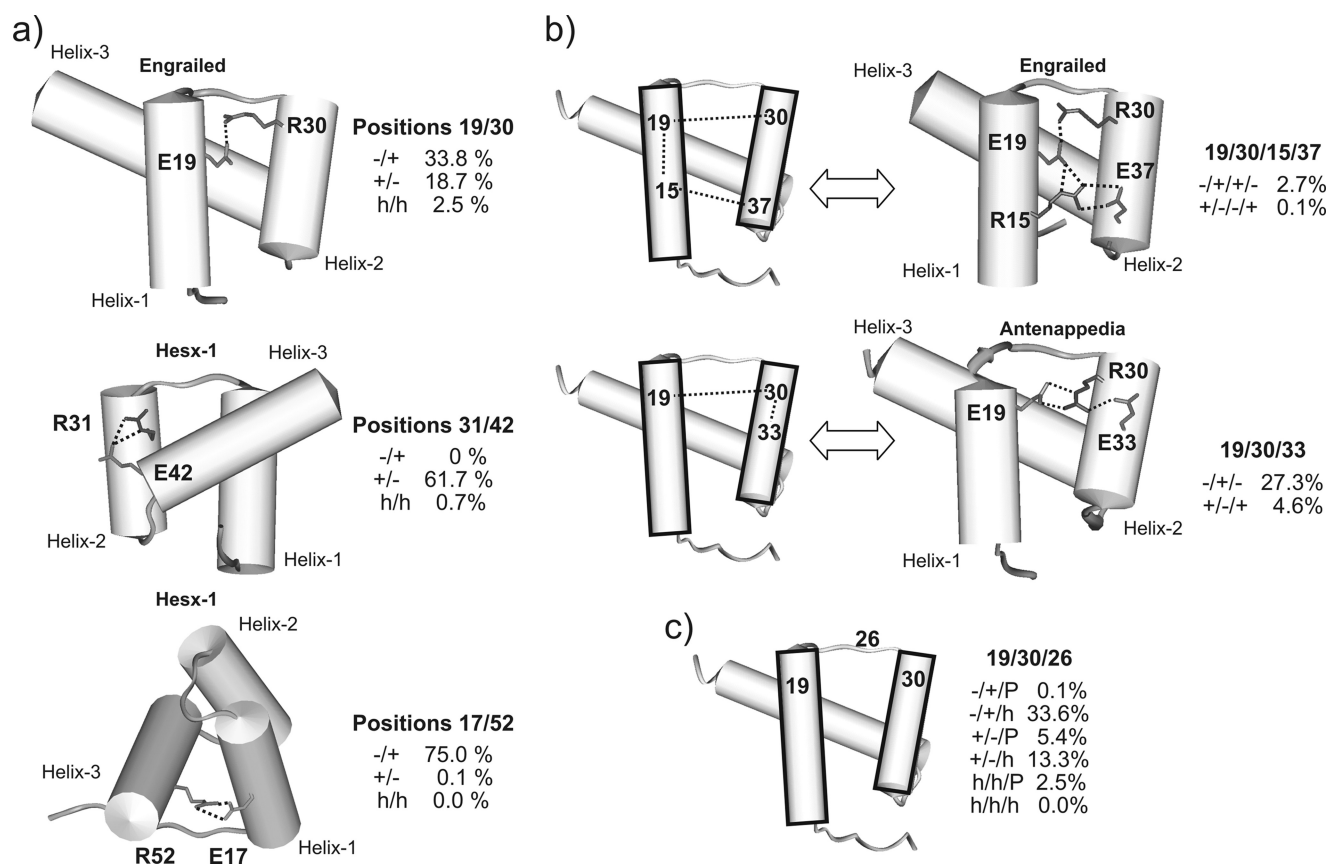 a)
Helix-3
Engrailed
R30
E19
Helix-2
Helix-1
Positions 19/30
-/+ 33.8 %
+/- 18.7 %
h/h 2.5 %
Hesx-1
Helix-3
R31
E42
Helix-2
Helix-1
Positions 31/42
-/+ 0 %
+/- 61.7 %
h/h 0.7%
Hesx-1
Helix-2
Helix-3
Helix-1
R52 E17
Positions 17/52
-/+ 75.0 %
+/- 0.1 %
h/h 0.0 %
b)
19 30
15 37
Helix-3
Engrailed
R30
E19
E37
R15
Helix-1
Helix-2
19/30/15/37
-/+/+/- 2.7%
+/-/-/+ 0.1%
19 30
33
Helix-3
Antenappedia
R30
E19
E33
Helix-2
Helix-1
19/30/33
-/+/- 27.3%
+/-/+ 4.6%
c)
26
19 30
19/30/26
-/+/P 0.1%
-/+/h 33.6%
+/-/P 5.4%
+/-/h 13.3%
h/h/P 2.5%
h/h/h 0.0%